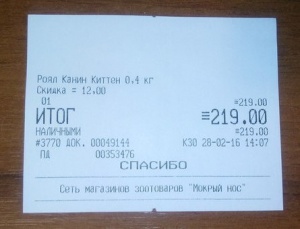 Роял Канин Киттен 0.4 кг
Скидка = 12.00
01 =219.00
ИТОГ =219.00
НАЛИЧНЫМИ =219.00
#3770 ДОК. 00049144 К30 28-02-16 14:07
ПД 00353476
СПАСИБО
Сеть магазинов зоотоваров "Мокрый нос"